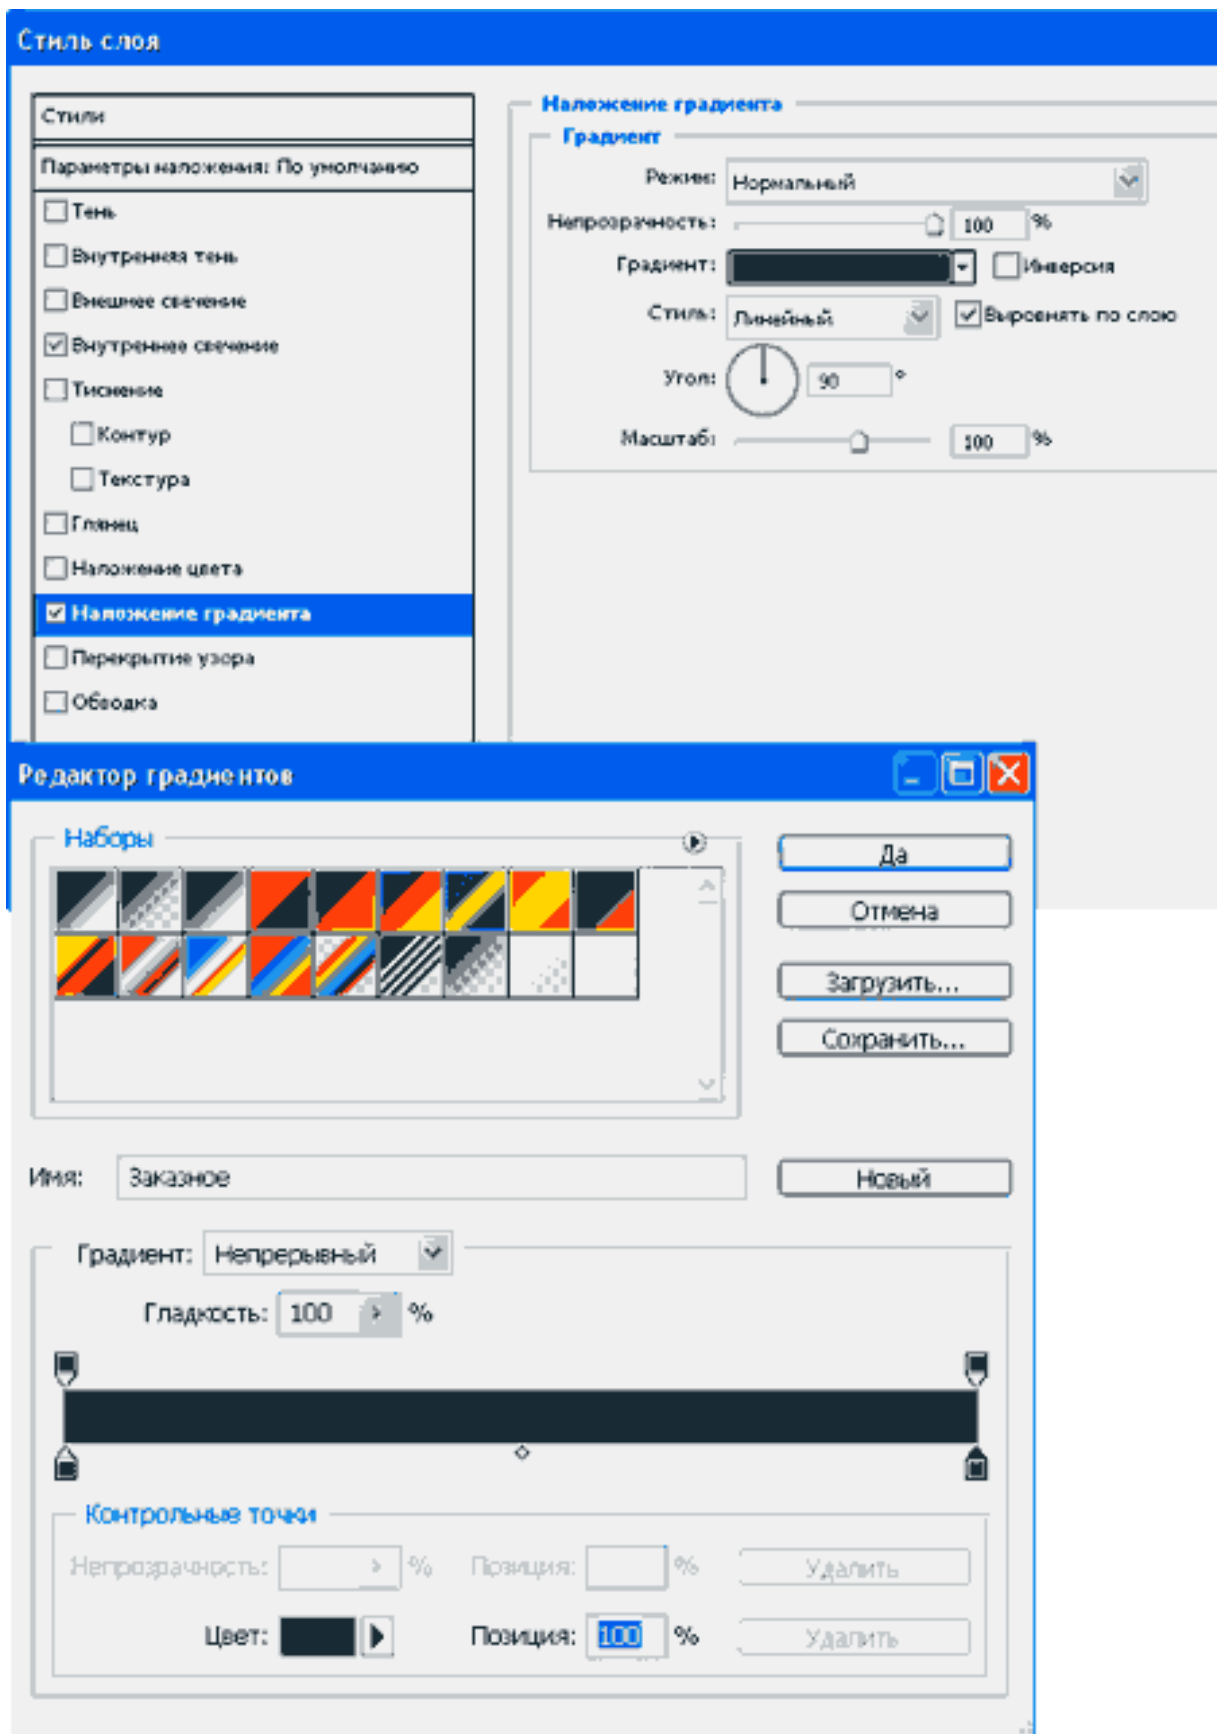 Стиль слоя
Стили
Параметры наложения: По умолчанию
Тень
Внутренняя тень
Внешнее свечение
Внутреннее свечение
Тиснение
Контур
Текстура
Глянец
Наложение цвета
Наложение градиента
Перекрытие узора
Обводка
Наложение градиента
Градиент
Режим: Нормальный
Непрозрачность: 100 %
Градиент: Инверсия
Стиль: Линейный Выровнять по слою
Угол: 90 °
Масштаб: 100 %
Редактор градиентов
Наборы
Да
Отмена
Загрузить...
Сохранить...
Имя: Заказное
Новый
Градиент: Непрерывный
Гладкость: 100 %
Контрольные точки
Непрозрачность: % Позиция: % Удалить
Цвет: Позиция: 100 % Удалить